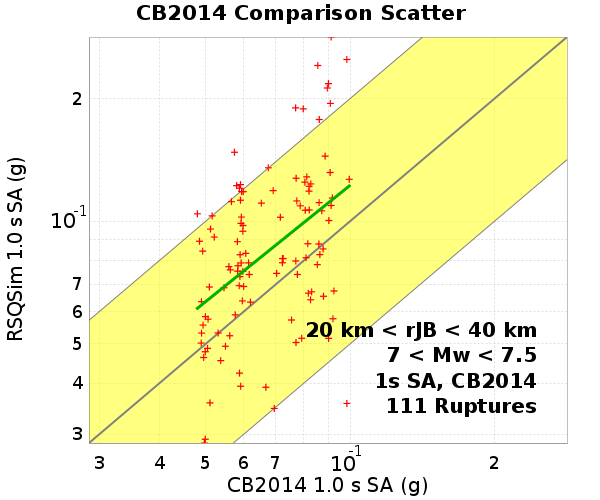 CB2014 Comparison Scatter
RSQSim 1.0 s SA (g)
2
10-1
7
6
5
4
3
20 km < rJB < 40 km
7 < Mw < 7.5
1s SA, CB2014
111 Ruptures
3 4 5 6 7 10-1 2
CB2014 1.0 s SA (g)